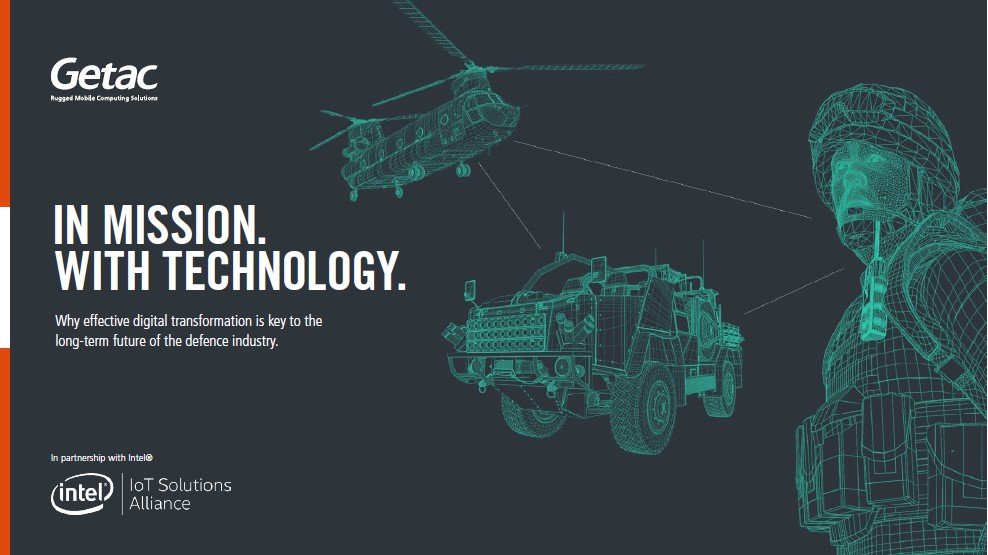 Getac
Rugged Mobile Computing Solutions
IN MISSION.
WITH TECHNOLOGY.
Why effective digital transformation is key to the
long-term future of the defence industry.
In partnership with Intel®
intel® IoT Solutions
Alliance